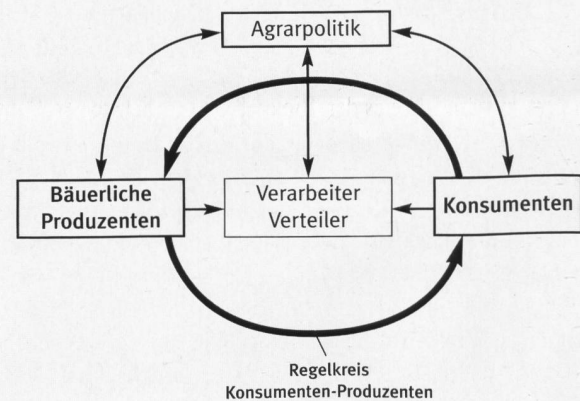 Agrarpolitik
Bäuerliche
Produzenten
Verarbeiter
Verteiler
Konsumenten
Regelkreis
Konsumenten-Produzenten